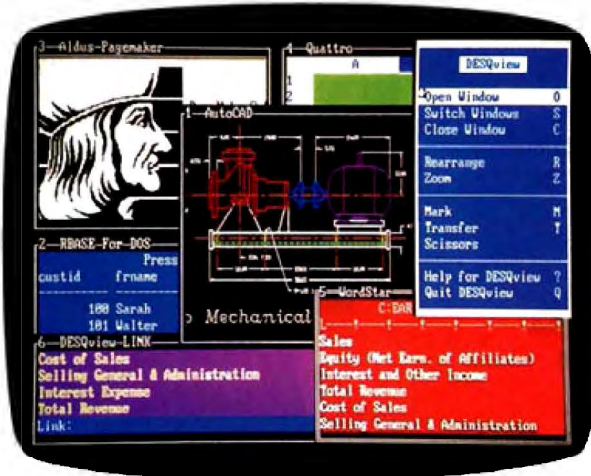 3-Aldus-Pagemaker
4-Quattro
A
1
2
1-AutoCAD
Mechanical
2-RBASE-For-DOS
Press
custid frname
100 Sarah
101 Walter
6-DESQview-LINK
Cost of Sales
Selling General & Administration
Interest Expense
Total Revenue
Link:
5-WordStar
C:EAR
Sales
Equity (Net Earn. of Affiliates)
Interest and Other Income
Total Revenue
Cost of Sales
Selling General & Administration
DESQview
Open Window O
Switch Windows S
Close Window C
Rearrange R
Zoom Z
Mark M
Transfer T
Scissors
Help for DESQview ?
Quit DESQview Q